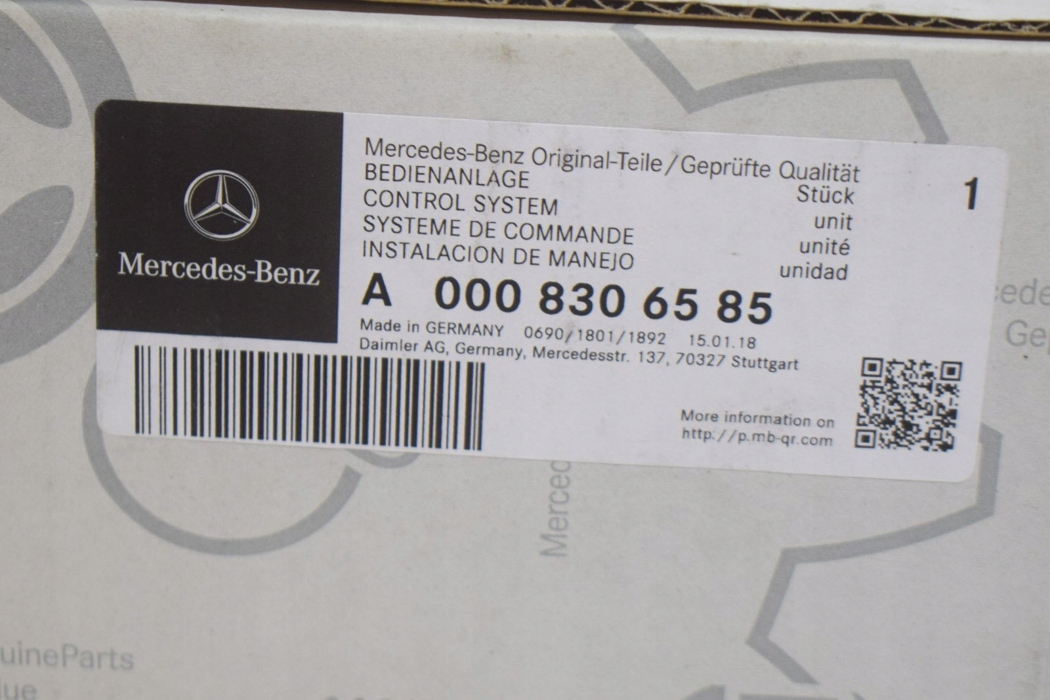 Mercedes-Benz
Mercedes-Benz Original-Teile/Geprüfte Qualität
BEDIENANLAGE Stück 1
CONTROL SYSTEM unit
SYSTEME DE COMMANDE unité
INSTALACION DE MANEJO unidad
A 000 830 65 85
Made in GERMANY 0690/1801/1892 15.01.18
Daimler AG, Germany, Mercedesstr. 137, 70327 Stuttgart
More information on
http://p.mb-qr.com
Merced
uineParts